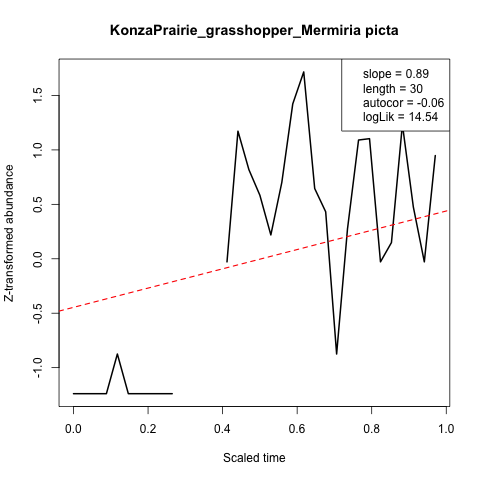 KonzaPrairie_grasshopper_Mermiria picta
slope = 0.89
length = 30
autocor = -0.06
logLik = 14.54
Z-transformed abundance
1.5
1.0
0.5
0.0
-0.5
-1.0
0.0 0.2 0.4 0.6 0.8 1.0
Scaled time